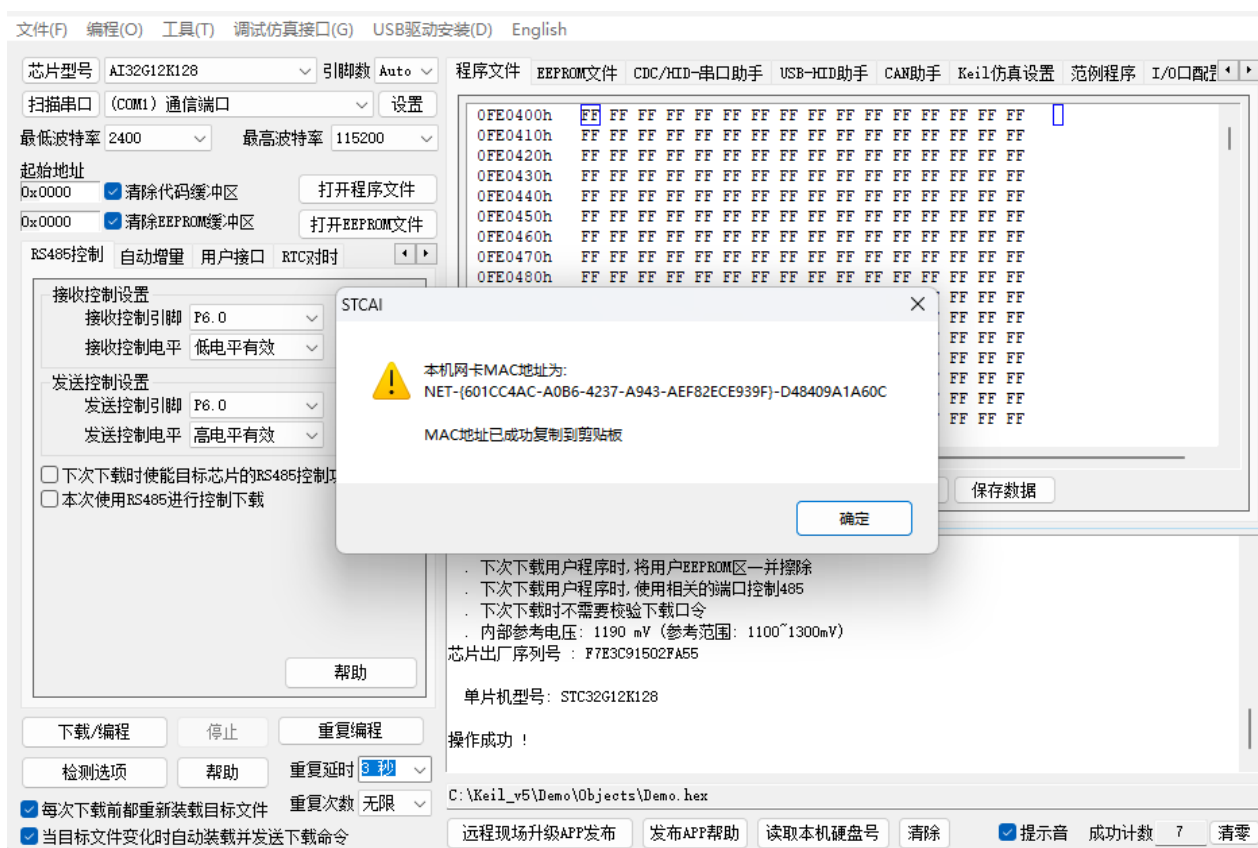 文件(F) 编程(O) 工具(T) 调试仿真接口(G) USB驱动安装(D) English
芯片型号 AI32G12K128 引脚数 Auto
扫描串口 (COM1) 通信端口 设置
最低波特率 2400 最高波特率 115200
起始地址
0x0000 清除代码缓冲区 打开程序文件
0x0000 清除EEPROM缓冲区 打开EEPROM文件
RS485控制 自动增量 用户接口 RTC对时
接收控制设置
接收控制引脚 P6.0
接收控制电平 低电平有效
发送控制设置
发送控制引脚 P6.0
发送控制电平 高电平有效
下次下载时使能目标芯片的RS485控制
本次使用RS485进行控制下载
帮助
下载/编程 停止 重复编程
检测选项 帮助 重复延时 3 秒
每次下载前都重新装载目标文件 重复次数 无限
当目标文件变化时自动装载并发送下载命令
程序文件 EEPROM文件 CDC/HID-串口助手 USB-HID助手 CAN助手 Keil仿真设置 范例程序 I/O口配
0FE0400h FF FF FF FF FF FF FF FF FF FF FF FF FF FF FF FF
0FE0410h FF FF FF FF FF FF FF FF FF FF FF FF FF FF FF FF
0FE0420h FF FF FF FF FF FF FF FF FF FF FF FF FF FF FF FF
0FE0430h FF FF FF FF FF FF FF FF FF FF FF FF FF FF FF FF
0FE0440h FF FF FF FF FF FF FF FF FF FF FF FF FF FF FF FF
0FE0450h FF FF FF FF FF FF FF FF FF FF FF FF FF FF FF FF
0FE0460h FF FF FF FF FF FF FF FF FF FF FF FF FF FF FF FF
0FE0470h FF FF FF FF FF FF FF FF FF FF FF FF FF FF FF FF
0FE0480h FF FF FF FF FF FF FF FF FF FF FF FF FF FF FF FF
FF FF FF
FF FF FF
FF FF FF
FF FF FF
FF FF FF
FF FF FF
FF FF FF
保存数据
STCAI
本机网卡MAC地址为:
NET-{601CC4AC-A0B6-4237-A943-AEF82ECE939F}-D48409A1A60C
MAC地址已成功复制到剪贴板
确定
. 下次下载用户程序时,将用户EEPROM区一并擦除
. 下次下载用户程序时,使用相关的端口控制485
. 下次下载时不需要校验下载口令
. 内部参考电压: 1190 mV (参考范围: 1100~1300mV)
芯片出厂序列号 : F7E3C91502FA55
单片机型号: STC32G12K128
操作成功 !
C:\Keil_v5\Demo\Objects\Demo.hex
远程现场升级APP发布 发布APP帮助 读取本机硬盘号 清除 提示音 成功计数 7 清零